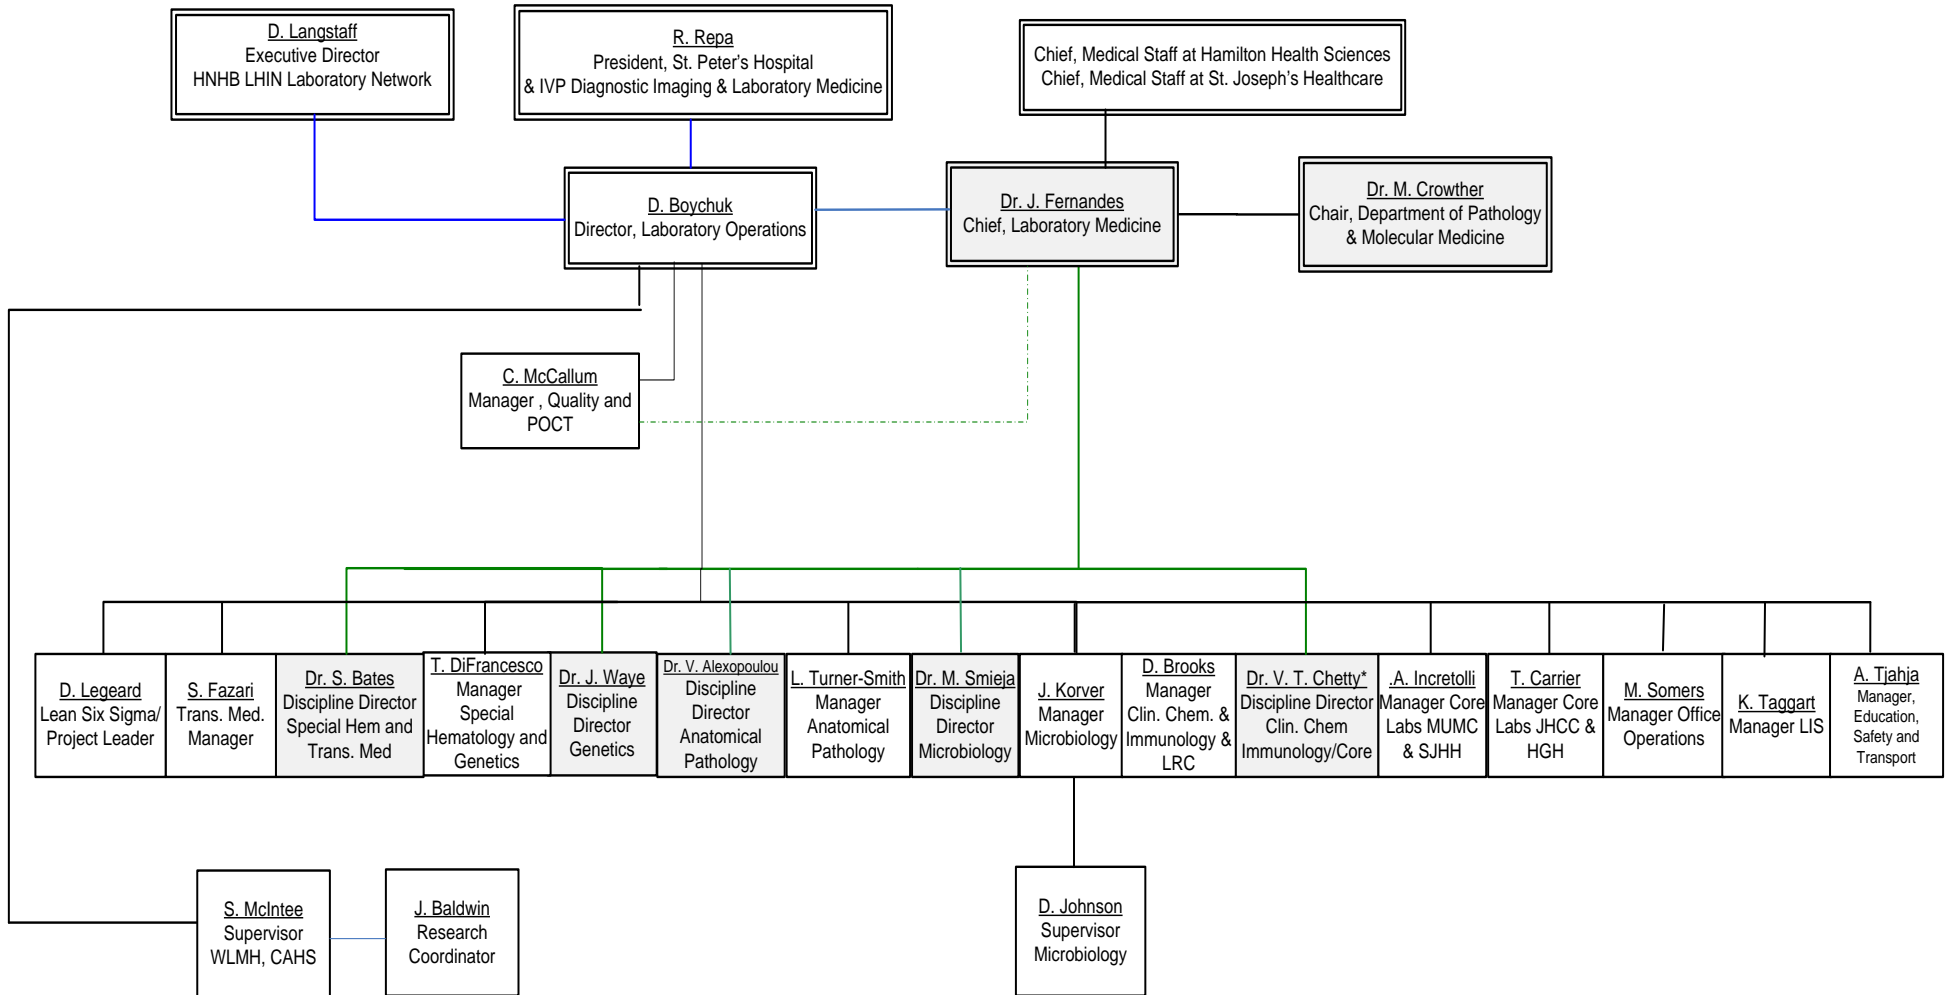 D. Langstaff
Executive Director
HNHB LHIN Laboratory Network
R. Repa
President, St. Peter's Hospital
& IVP Diagnostic Imaging & Laboratory Medicine
Chief, Medical Staff at Hamilton Health Sciences
Chief, Medical Staff at St. Joseph's Healthcare
D. Boychuk
Director, Laboratory Operations
Dr. J. Fernandes
Chief, Laboratory Medicine
Dr. M. Crowther
Chair, Department of Pathology
& Molecular Medicine
C. McCallum
Manager , Quality and
POCT
D. Legeard
Lean Six Sigma/
Project Leader
S. Fazari
Trans. Med.
Manager
Dr. S. Bates
Discipline Director
Special Hem and
Trans. Med
T. DiFrancesco
Manager
Special
Hematology and
Genetics
Dr. J. Waye
Discipline
Director
Genetics
Dr. V. Alexopoulou
Discipline
Director
Anatomical
Pathology
L. Turner-Smith
Manager
Anatomical
Pathology
Dr. M. Smieja
Discipline
Director
Microbiology
J. Korver
Manager
Microbiology
D. Brooks
Manager
Clin. Chem. &
Immunology &
LRC
Dr. V. T. Chetty*
Discipline Director
Clin. Chem
Immunology/Core
.A. Incretolli
Manager Core
Labs MUMC
& SJHH
T. Carrier
Manager Core
Labs JHCC &
HGH
M. Somers
Manager Office
Operations
K. Taggart
Manager LIS
A. Tjahja
Manager,
Education,
Safety and
Transport
S. McIntee
Supervisor
WLMH, CAHS
J. Baldwin
Research
Coordinator
D. Johnson
Supervisor
Microbiology